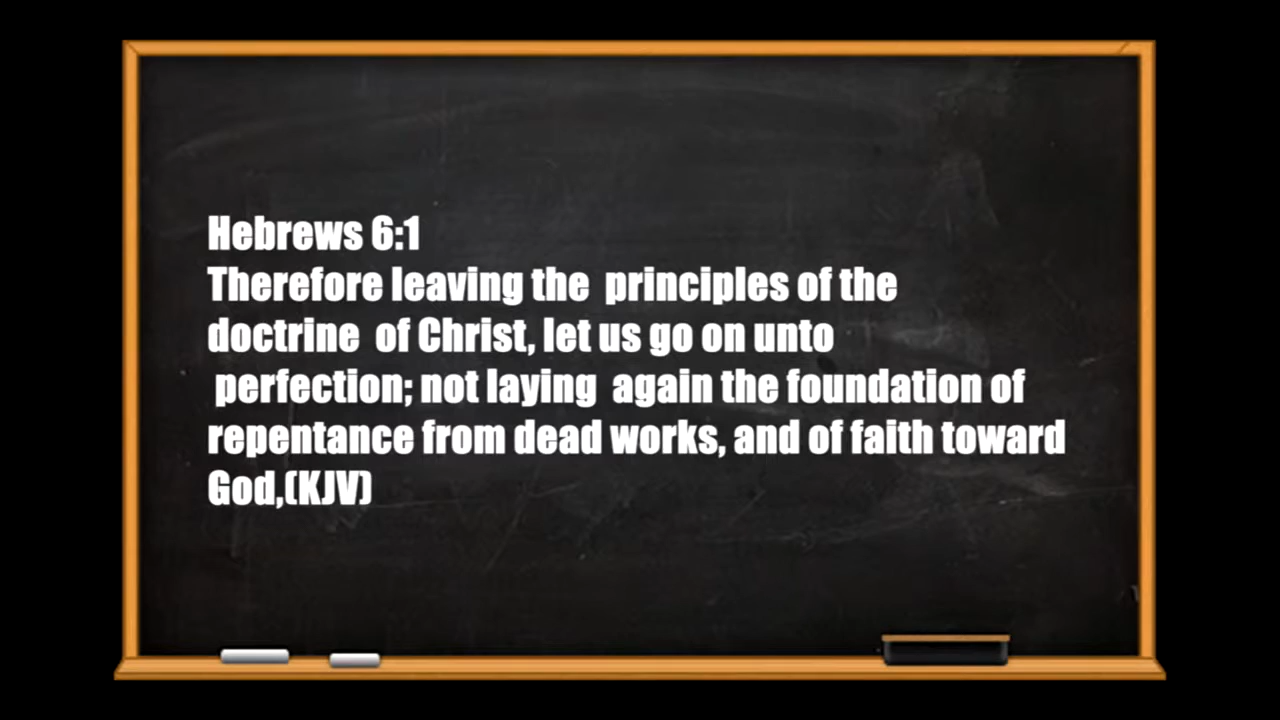 Hebrews 6:1
Therefore leaving the  principles of the
doctrine  of Christ, let us go on unto
 perfection; not laying  again the foundation of
repentance from dead works, and of faith toward
God,(KJV)